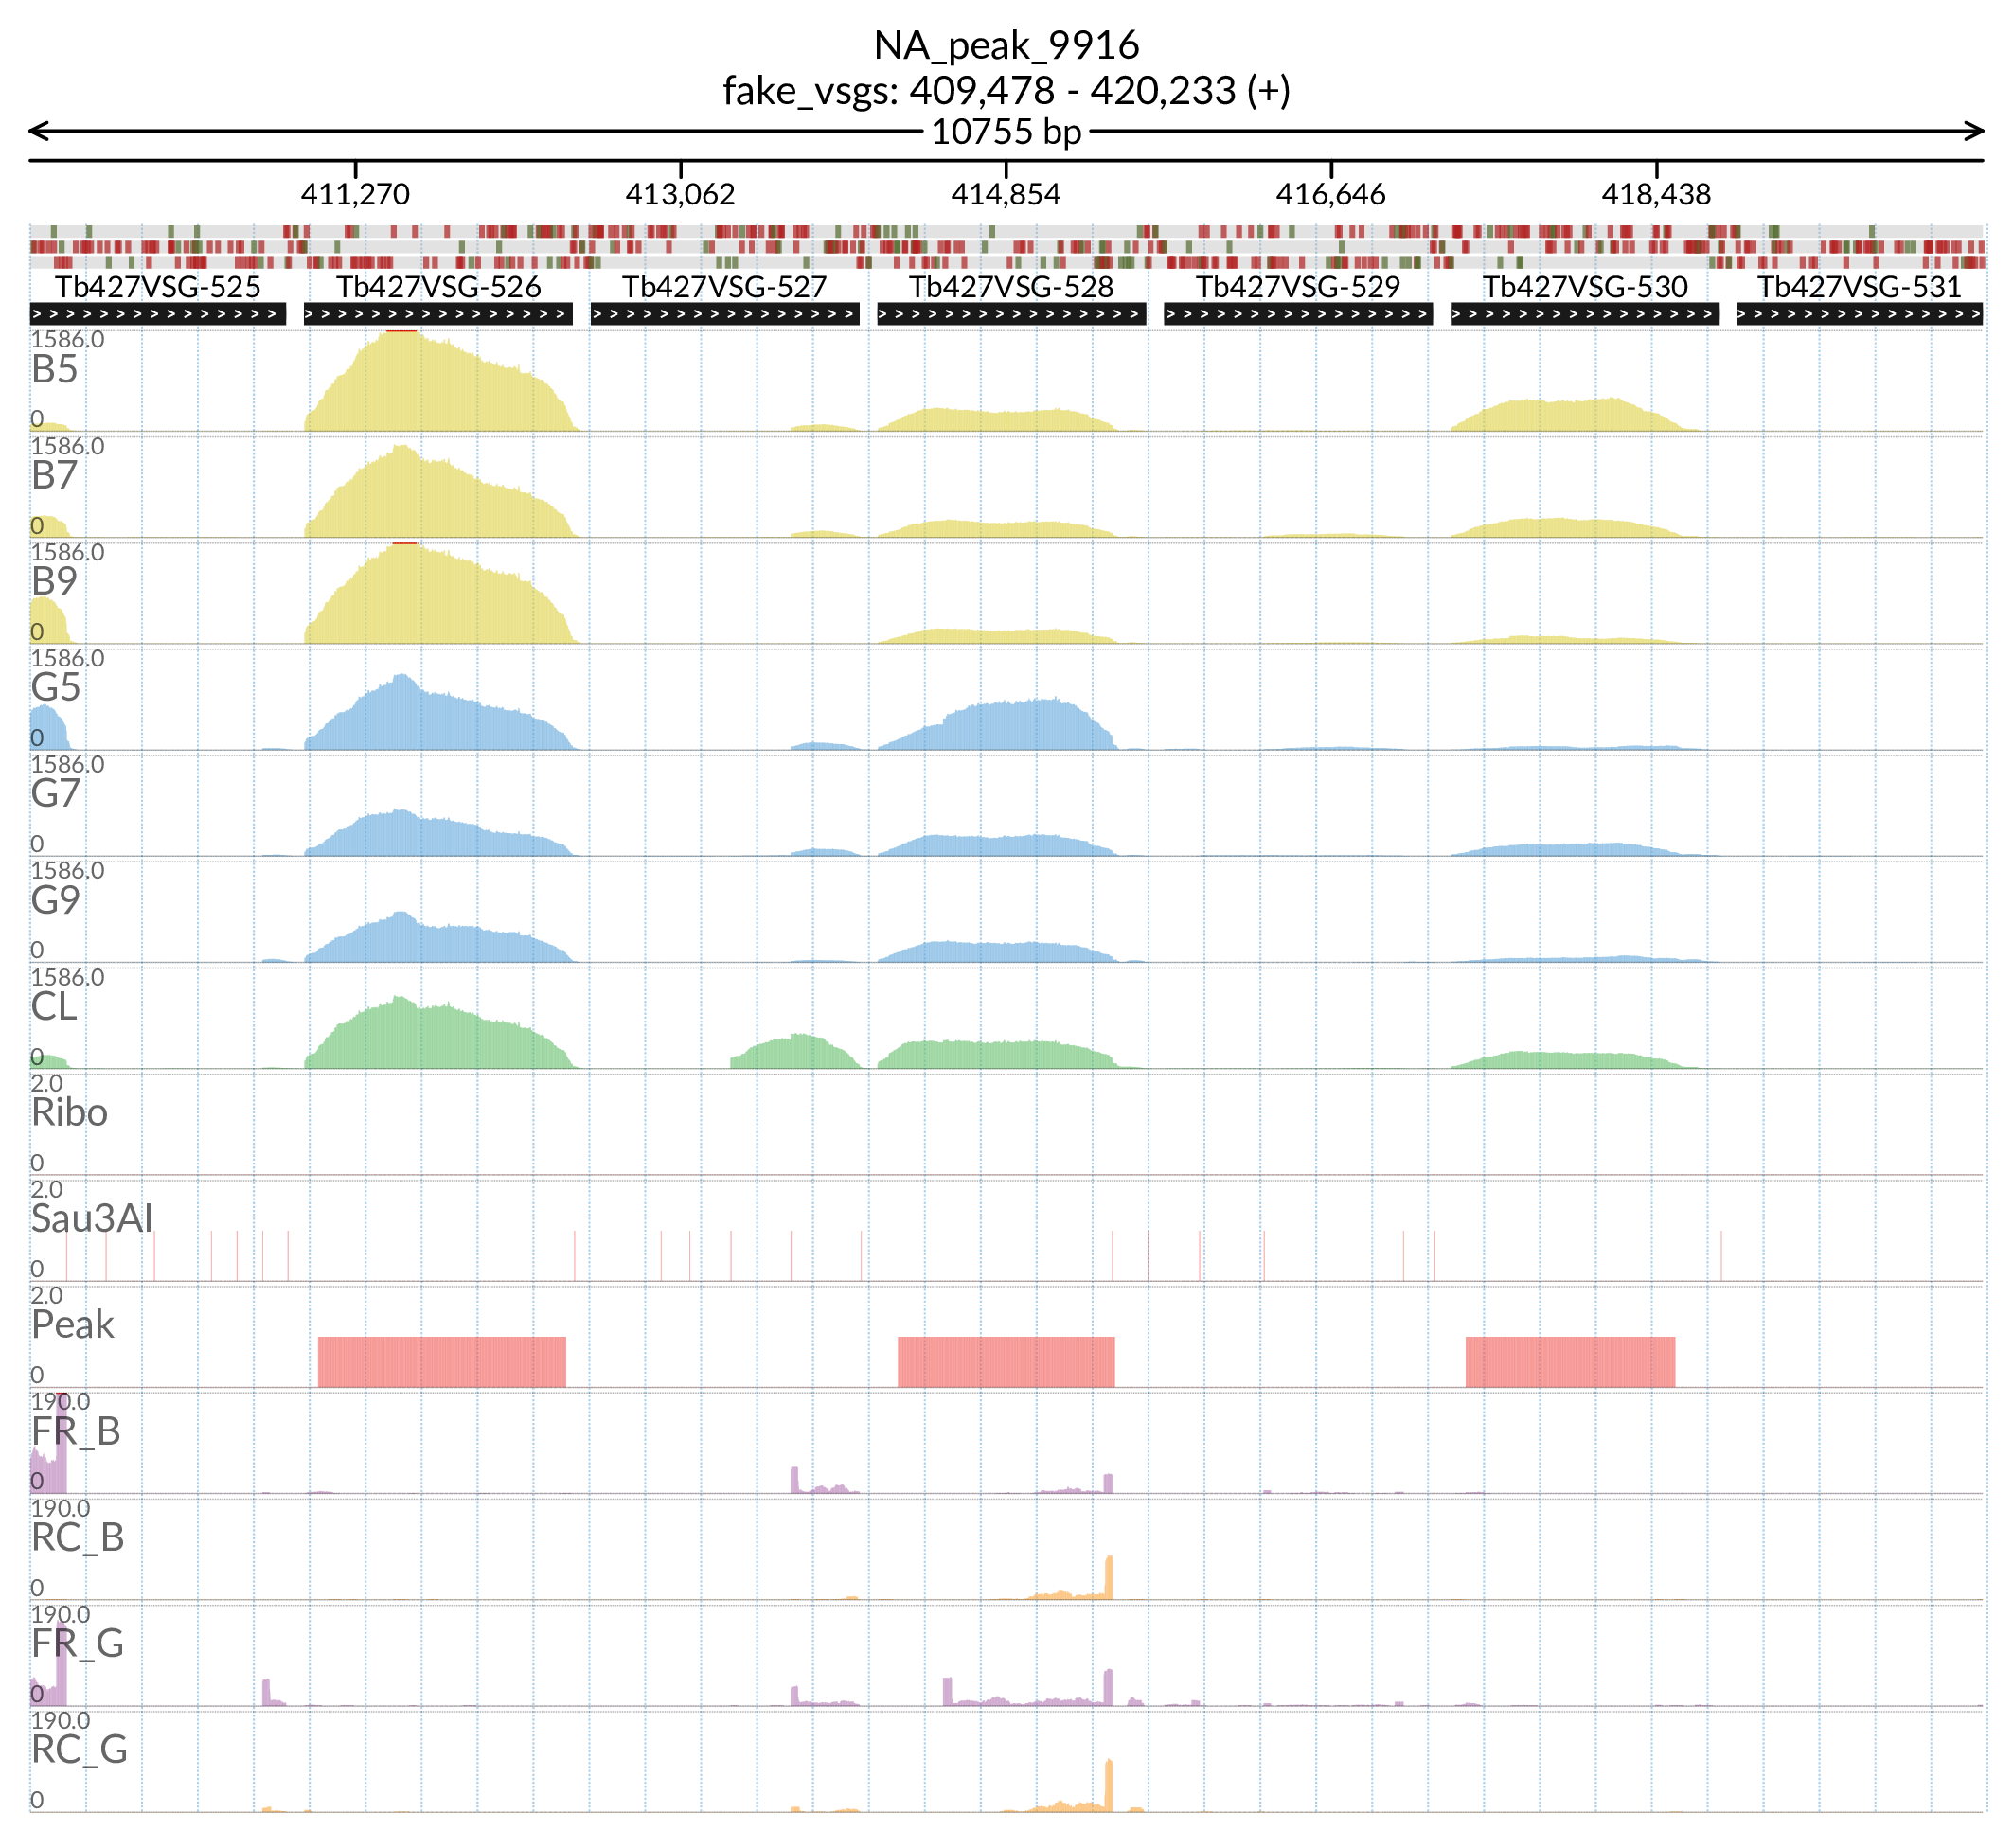 NA_peak_9916
fake_vsgs: 409,478 - 420,233 (+)
10755 bp
411,270 413,062 414,854 416,646 418,438
Tb427VSG-525 Tb427VSG-526 Tb427VSG-527 Tb427VSG-528 Tb427VSG-529 Tb427VSG-530 Tb427VSG-531
1586.0
B5
0
1586.0
B7
0
1586.0
B9
0
1586.0
G5
0
1586.0
G7
0
1586.0
G9
0
1586.0
CL
0
2.0
Ribo
0
2.0
Sau3AI
0
2.0
Peak
0
190.0
FR_B
0
190.0
RC_B
0
190.0
FR_G
0
190.0
RC_G
0